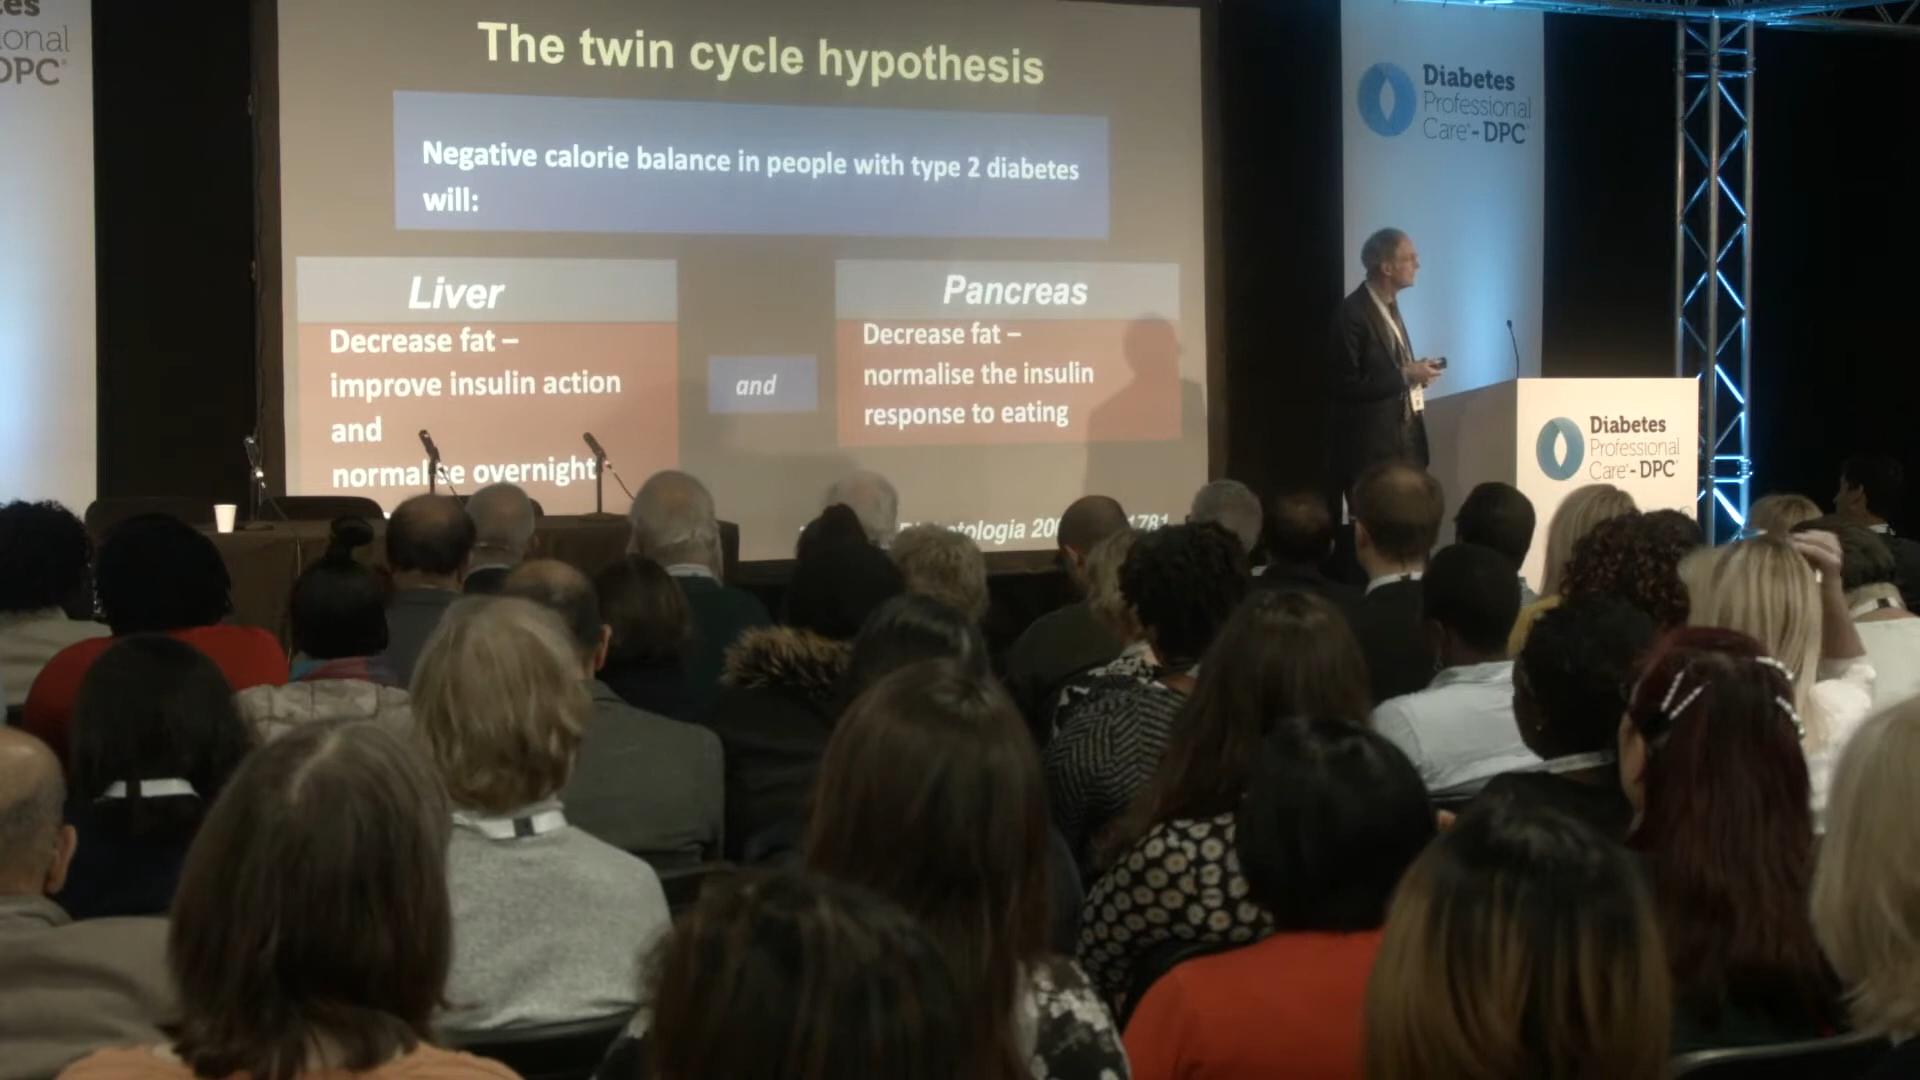 The twin cycle hypothesis
Negative calorie balance in people with type 2 diabetes
will:
Liver
Decrease fat –
improve insulin action
and
normalise overnight
and
Pancreas
Decrease fat –
normalise the insulin
response to eating
1781
Diabetes
Professional
Care - DPC
Diabetes
Professional
Care - DPC
DPC